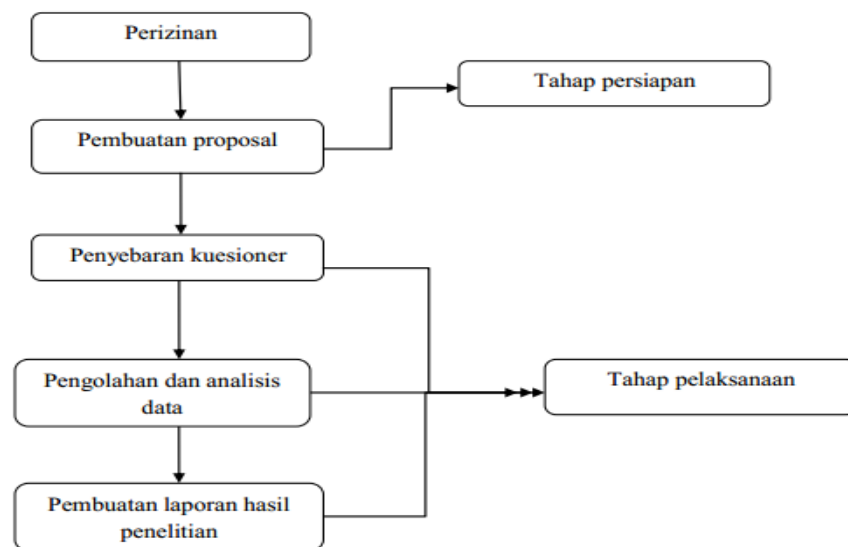 Perizinan
Tahap persiapan
Pembuatan proposal
Penyebaran kuesioner
Pengolahan dan analisis
data
Tahap pelaksanaan
Pembuatan laporan hasil
penelitian